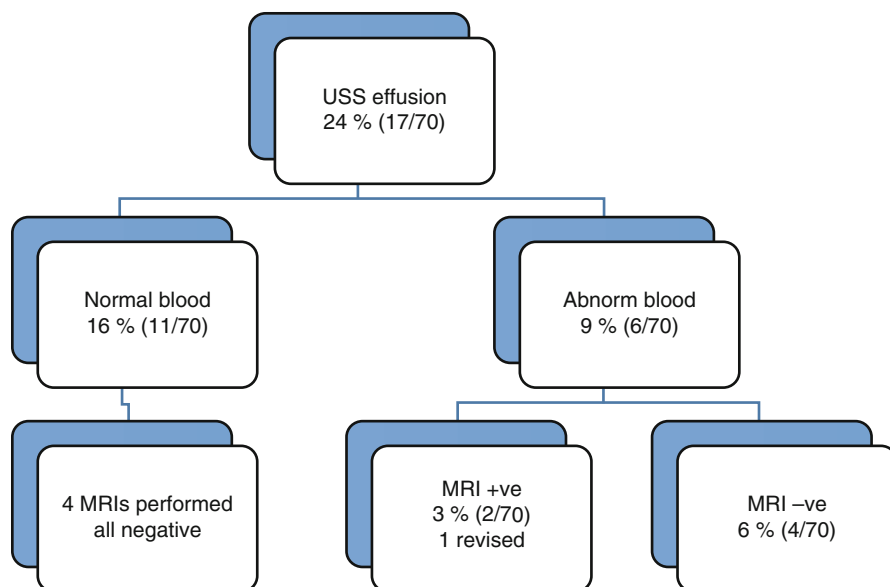 USS effusion
24 % (17/70)
Normal blood
16 % (11/70)
Abnorm blood
9 % (6/70)
4 MRIs performed
all negative
MRI +ve
3 % (2/70)
1 revised
MRI –ve
6 % (4/70)